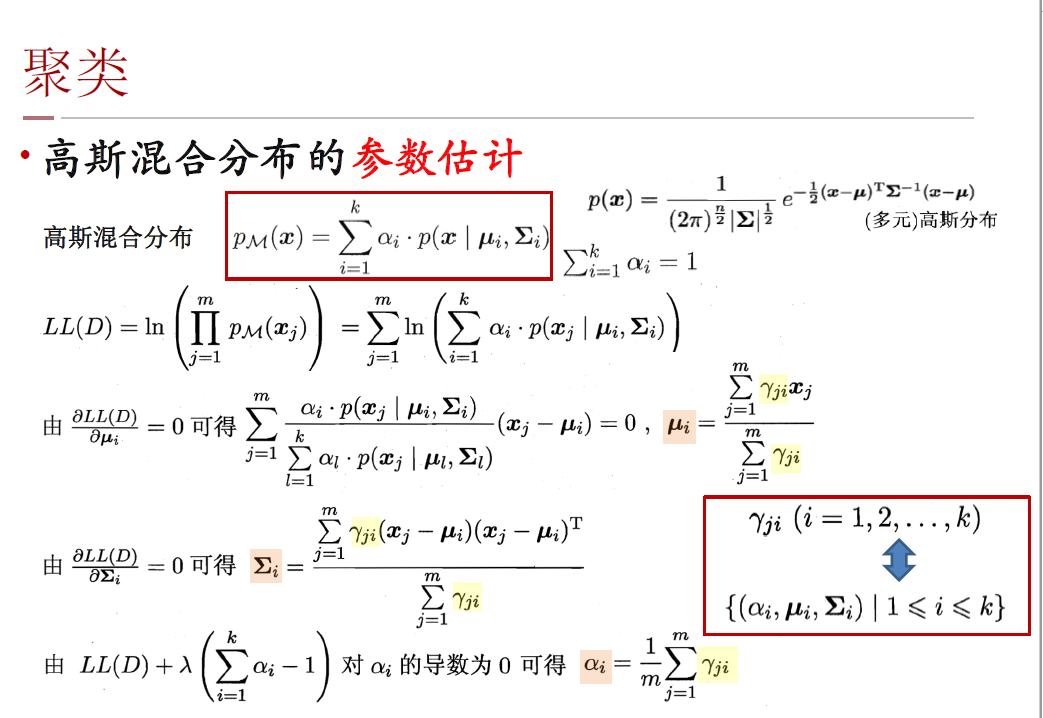 聚类
• 高斯混合分布的参数估计
高斯混合分布 $p_{\mathcal{M}}(\boldsymbol{x}) = \sum_{i=1}^{k} \alpha_i \cdot p(\boldsymbol{x} \mid \boldsymbol{\mu}_i, \boldsymbol{\Sigma}_i)$
$p(\boldsymbol{x}) = \frac{1}{(2\pi)^{\frac{n}{2}} |\boldsymbol{\Sigma}|^{\frac{1}{2}}} e^{-\frac{1}{2}(\boldsymbol{x}-\boldsymbol{\mu})^{\mathrm{T}} \boldsymbol{\Sigma}^{-1} (\boldsymbol{x}-\boldsymbol{\mu})}$
(多元)高斯分布
$\sum_{i=1}^{k} \alpha_i = 1$
$LL(D) = \ln \left( \prod_{j=1}^{m} p_{\mathcal{M}}(\boldsymbol{x}_j) \right) = \sum_{j=1}^{m} \ln \left( \sum_{i=1}^{k} \alpha_i \cdot p(\boldsymbol{x}_j \mid \boldsymbol{\mu}_i, \boldsymbol{\Sigma}_i) \right)$
由 $\frac{\partial LL(D)}{\partial \boldsymbol{\mu}_i} = 0$ 可得 $\sum_{j=1}^{m} \frac{\alpha_i \cdot p(\boldsymbol{x}_j \mid \boldsymbol{\mu}_i, \boldsymbol{\Sigma}_i)}{\sum_{l=1}^{k} \alpha_l \cdot p(\boldsymbol{x}_j \mid \boldsymbol{\mu}_l, \boldsymbol{\Sigma}_l)} (\boldsymbol{x}_j - \boldsymbol{\mu}_i) = 0 , \boldsymbol{\mu}_i = \frac{\sum_{j=1}^{m} \gamma_{ji} \boldsymbol{x}_j}{\sum_{j=1}^{m} \gamma_{ji}}$
由 $\frac{\partial LL(D)}{\partial \boldsymbol{\Sigma}_i} = 0$ 可得 $\boldsymbol{\Sigma}_i = \frac{\sum_{j=1}^{m} \gamma_{ji} (\boldsymbol{x}_j - \boldsymbol{\mu}_i)(\boldsymbol{x}_j - \boldsymbol{\mu}_i)^{\mathrm{T}}}{\sum_{j=1}^{m} \gamma_{ji}}$
$\gamma_{ji} \ (i = 1, 2, \ldots, k)$
$\{(\alpha_i, \boldsymbol{\mu}_i, \boldsymbol{\Sigma}_i) \mid 1 \leqslant i \leqslant k\}$
由 $LL(D) + \lambda \left( \sum_{i=1}^{k} \alpha_i - 1 \right)$ 对 $\alpha_i$ 的导数为 0 可得 $\alpha_i = \frac{1}{m} \sum_{j=1}^{m} \gamma_{ji}$